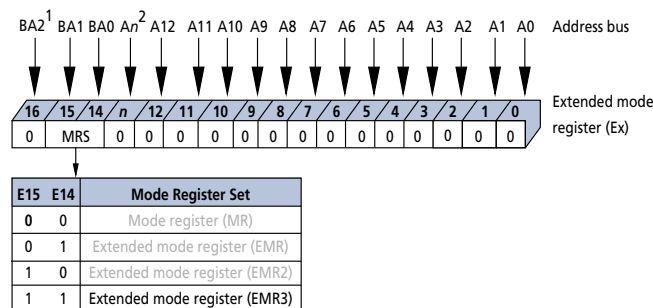 BA2¹ BA1 BA0 An² A12 A11 A10 A9 A8 A7 A6 A5 A4 A3 A2 A1 A0 Address bus
16 15 14 n 12 11 10 9 8 7 6 5 4 3 2 1 0 Extended mode
0 MRS 0 0 0 0 0 0 0 0 0 0 0 0 0 0 register (Ex)
E15 E14 Mode Register Set
0 0 Mode register (MR)
0 1 Extended mode register (EMR)
1 0 Extended mode register (EMR2)
1 1 Extended mode register (EMR3)